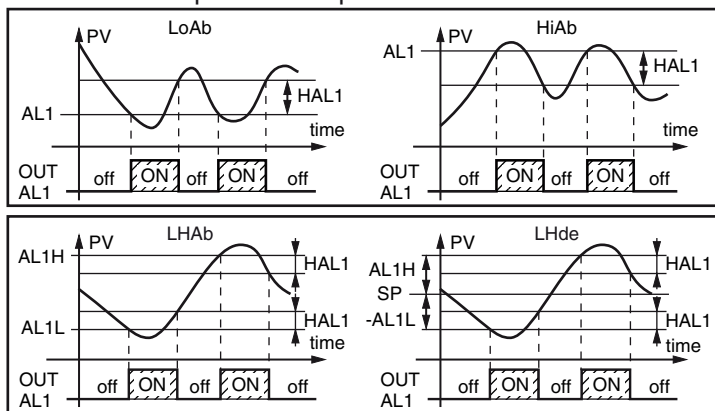 PV LoAb
HAL1
AL1
time
OUT
AL1
off ON off ON off
PV HiAb
AL1
HAL1
time
OUT
AL1
off ON off ON off
PV LHAb
AL1H
HAL1
HAL1
AL1L
time
OUT
AL1
off ON off ON off
PV LHde
AL1H
HAL1
SP
HAL1
-AL1L
time
OUT
AL1
off ON off ON off